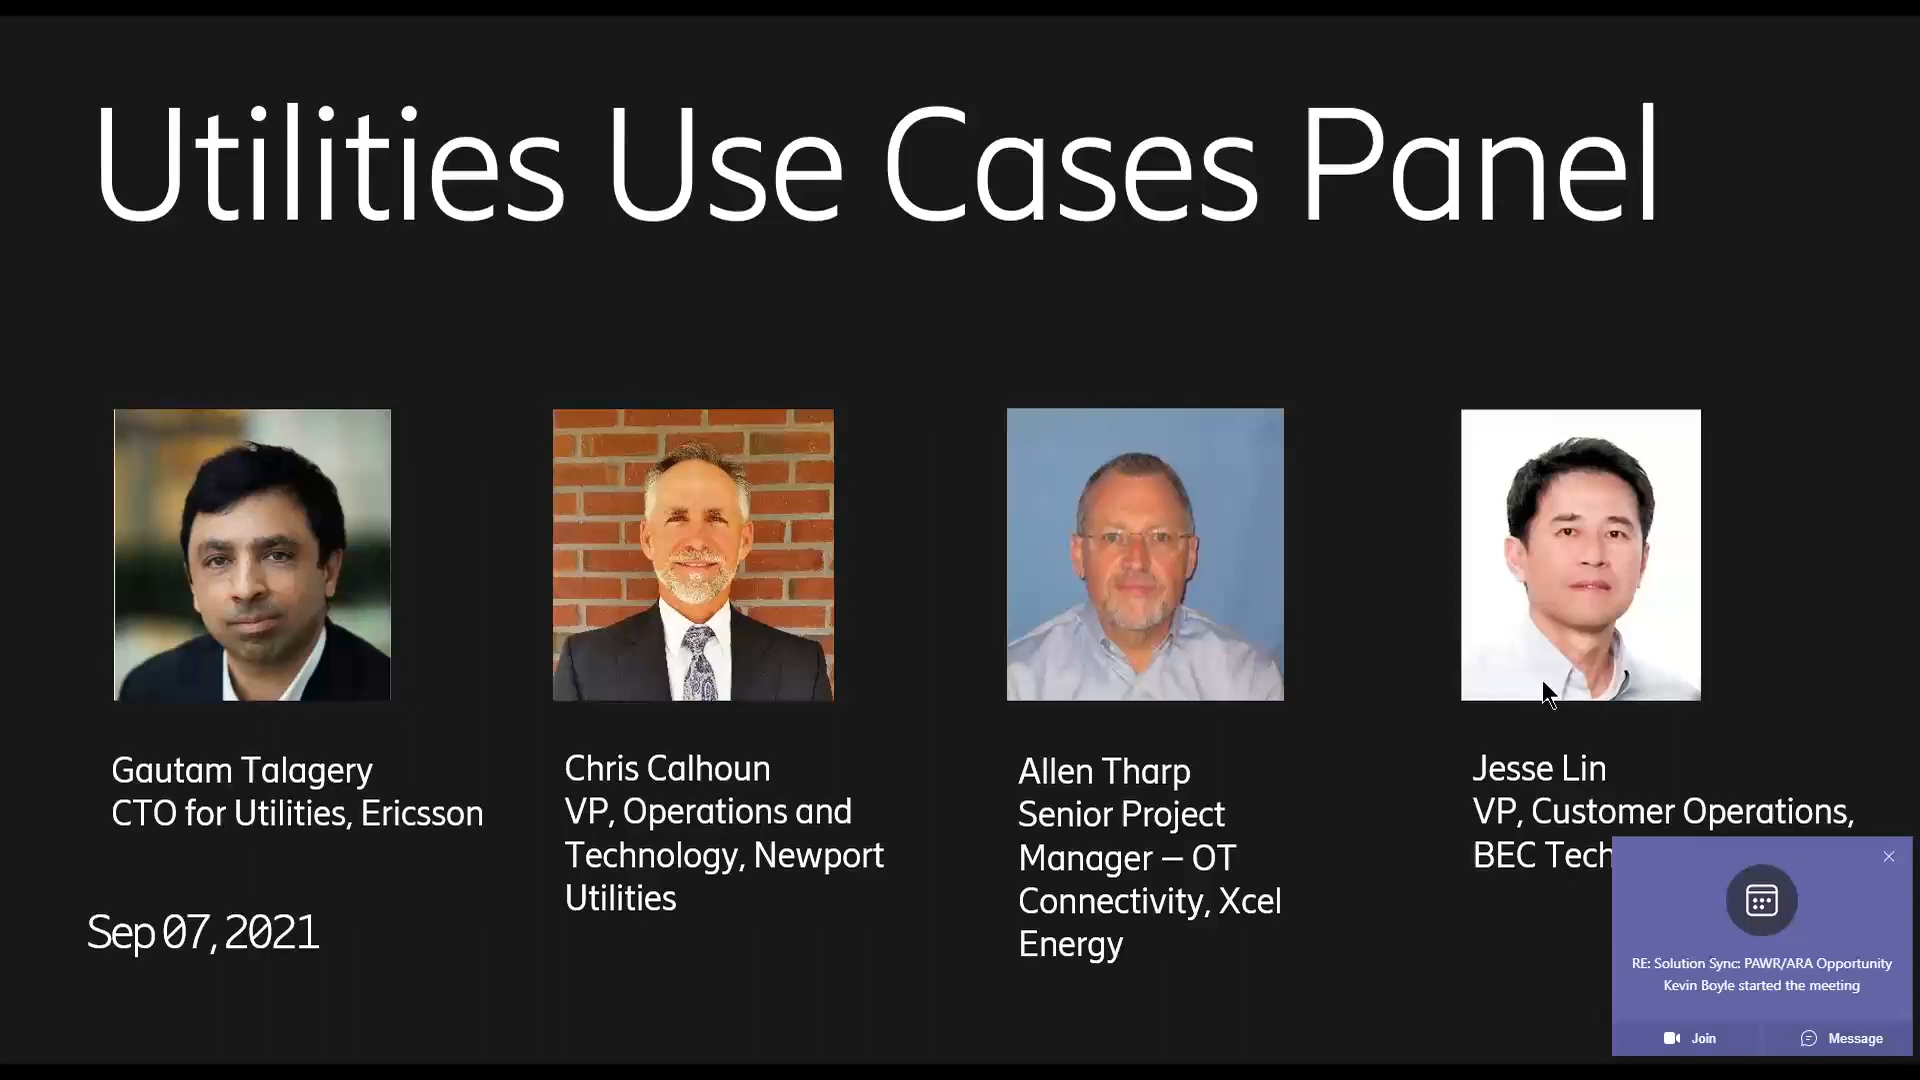 Utilities Use Cases Panel
Gautam Talagery
CTO for Utilities, Ericsson
Chris Calhoun
VP, Operations and
Technology, Newport
Utilities
Allen Tharp
Senior Project
Manager – OT
Connectivity, Xcel
Energy
Jesse Lin
VP, Customer Operations,
BEC Tech
Sep 07, 2021
RE: Solution Sync: PAWR/ARA Opportunity
Kevin Boyle started the meeting
Join
Message